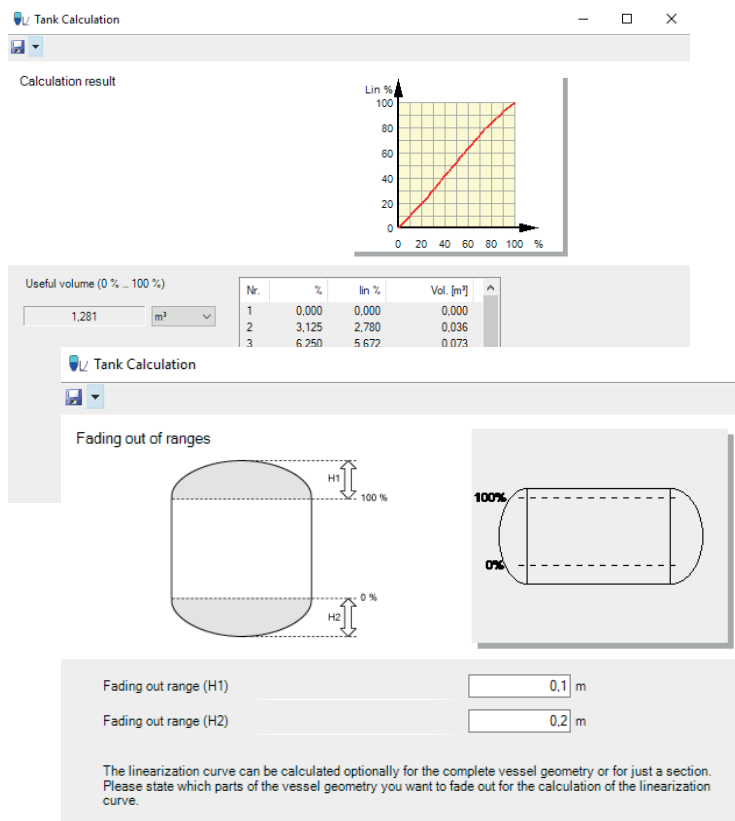 Tank Calculation
Calculation result
Lin %
100
80
60
40
20
0
0 20 40 60 80 100 %
Useful volume (0 % ... 100 %)
1,281 m³
Nr. % lin % Vol. [m³]
1 0,000 0,000 0,000
2 3,125 2,780 0,036
3 6,250 5,672 0,073
Tank Calculation
Fading out of ranges
H1
100 %
0 %
H2
100%
0%
Fading out range (H1) 0,1 m
Fading out range (H2) 0,2 m
The linearization curve can be calculated optionally for the complete vessel geometry or for just a section.
Please state which parts of the vessel geometry you want to fade out for the calculation of the linearization
curve.